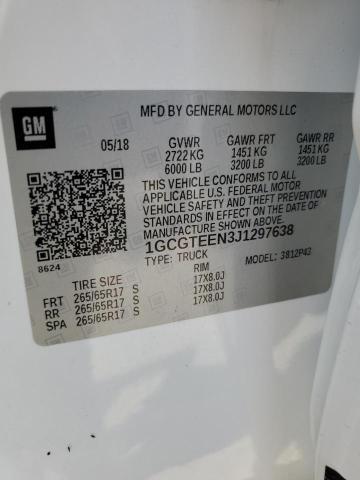 GM
MFD BY GENERAL MOTORS LLC
05/18 GVWR GAWR FRT GAWR RR
2722 KG 1451 KG 1451 KG
6000 LB 3200 LB 3200 LB
THIS VEHICLE CONFORMS TO ALL
APPLICABLE U.S. FEDERAL MOTOR
VEHICLE SAFETY AND THEFT PREVENTION
STANDARDS IN EFFECT ON THE DATE OF
MANUFACTURE SHOWN ABOVE.
1GCGTEEN3J1297638
8624 TYPE: TRUCK MODEL: 3812P43
TIRE SIZE RIM
FRT 265/65R17 S 17X8.0J
RR 265/65R17 S 17X8.0J
SPA 265/65R17 S 17X8.0J